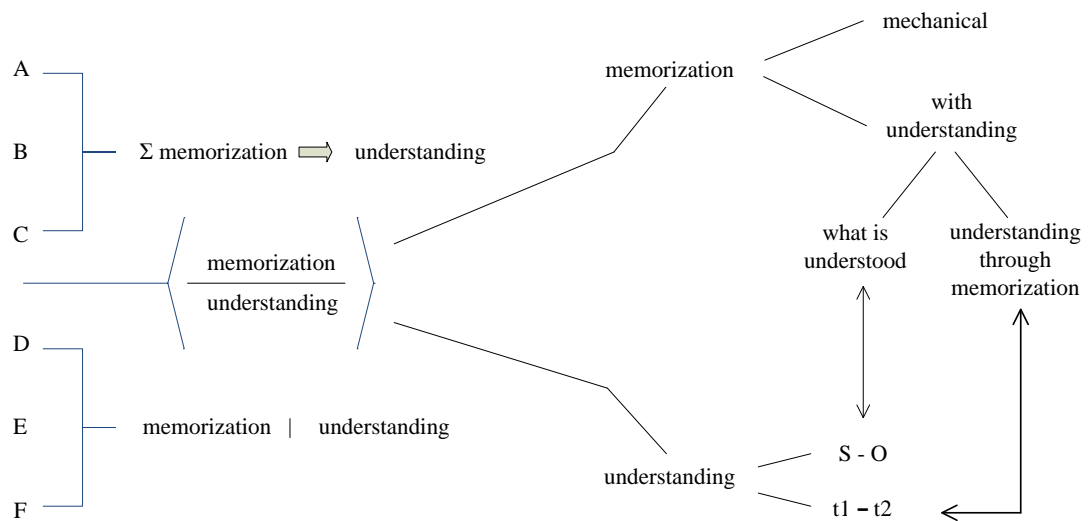 mechanical
A
memorization
with
understanding
B
Σ memorization
understanding
C
what is
understood
understanding
through
memorization
memorization
understanding
D
E
memorization | understanding
S - O
understanding
F
t1 – t2